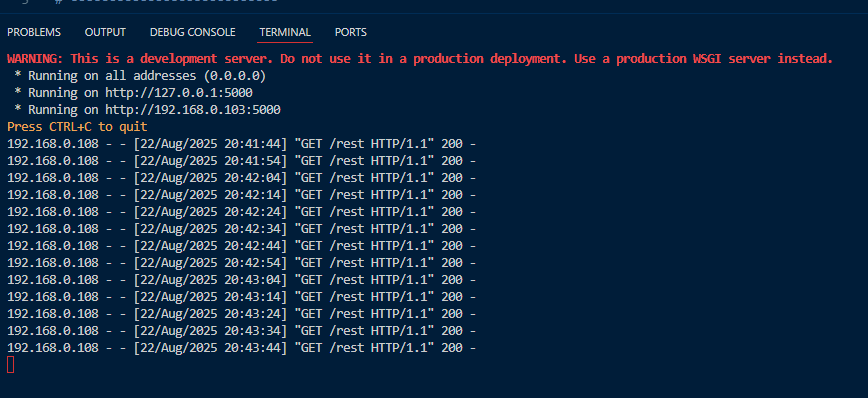 PROBLEMS OUTPUT DEBUG CONSOLE TERMINAL PORTS
WARNING: This is a development server. Do not use it in a production deployment. Use a production WSGI server instead.
* Running on all addresses (0.0.0.0)
* Running on http://127.0.0.1:5000
* Running on http://192.168.0.103:5000
Press CTRL+C to quit
192.168.0.108 - - [22/Aug/2025 20:41:44] "GET /rest HTTP/1.1" 200 -
192.168.0.108 - - [22/Aug/2025 20:41:54] "GET /rest HTTP/1.1" 200 -
192.168.0.108 - - [22/Aug/2025 20:42:04] "GET /rest HTTP/1.1" 200 -
192.168.0.108 - - [22/Aug/2025 20:42:14] "GET /rest HTTP/1.1" 200 -
192.168.0.108 - - [22/Aug/2025 20:42:24] "GET /rest HTTP/1.1" 200 -
192.168.0.108 - - [22/Aug/2025 20:42:34] "GET /rest HTTP/1.1" 200 -
192.168.0.108 - - [22/Aug/2025 20:42:44] "GET /rest HTTP/1.1" 200 -
192.168.0.108 - - [22/Aug/2025 20:42:54] "GET /rest HTTP/1.1" 200 -
192.168.0.108 - - [22/Aug/2025 20:43:04] "GET /rest HTTP/1.1" 200 -
192.168.0.108 - - [22/Aug/2025 20:43:14] "GET /rest HTTP/1.1" 200 -
192.168.0.108 - - [22/Aug/2025 20:43:24] "GET /rest HTTP/1.1" 200 -
192.168.0.108 - - [22/Aug/2025 20:43:34] "GET /rest HTTP/1.1" 200 -
192.168.0.108 - - [22/Aug/2025 20:43:44] "GET /rest HTTP/1.1" 200 -